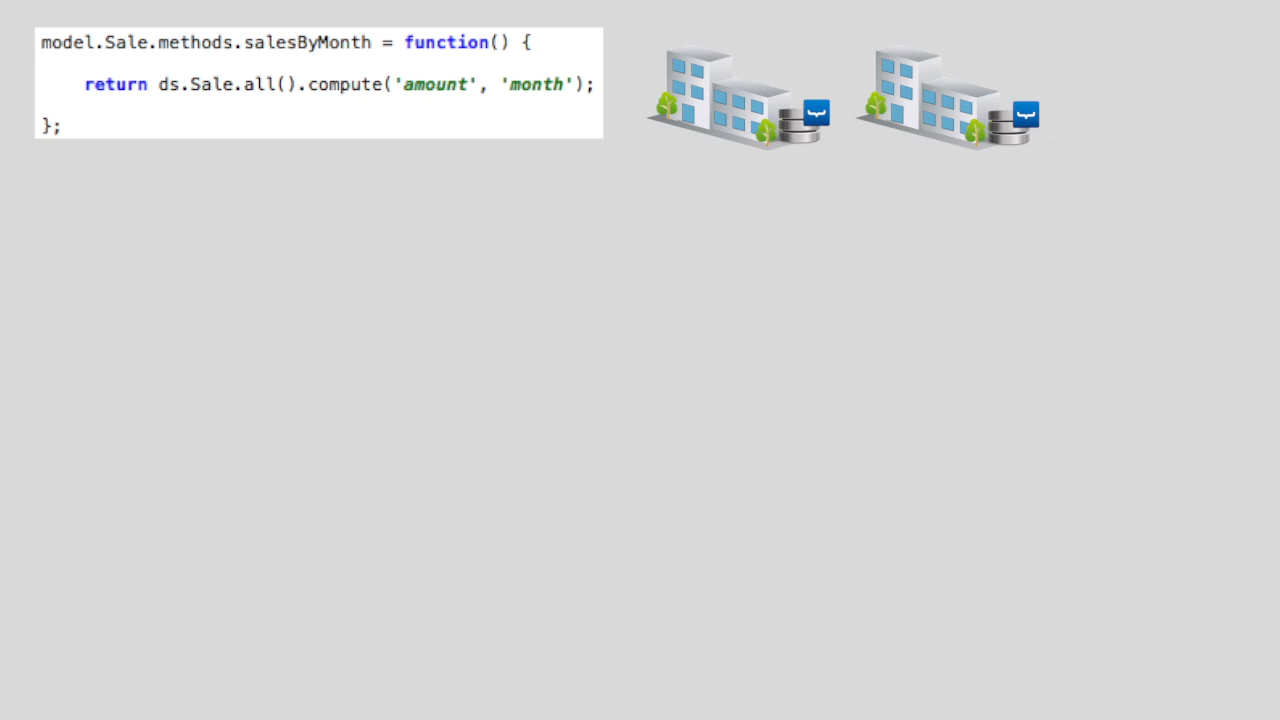 model.Sale.methods.salesByMonth = function() {
return ds.Sale.all().compute('amount', 'month');
};